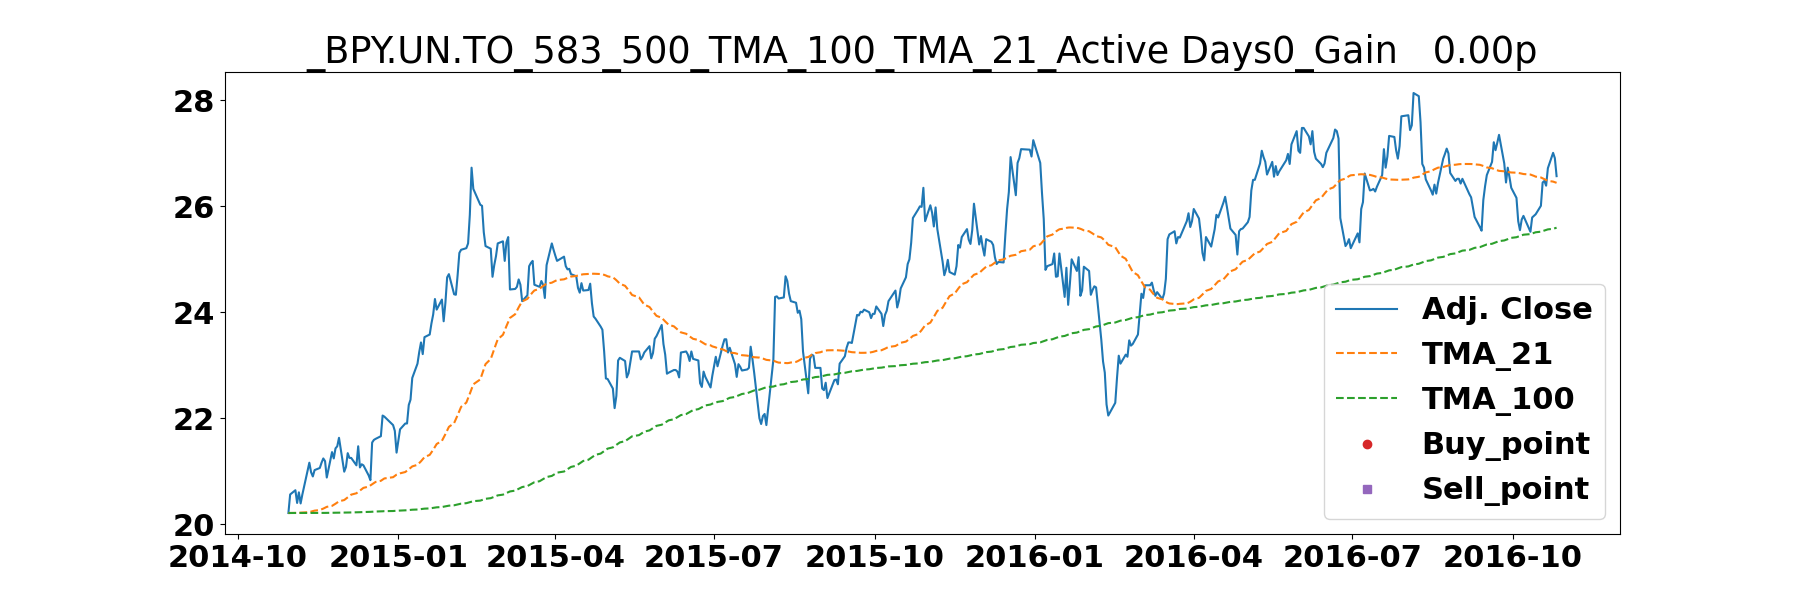 _BPY.UN.TO_583_500_TMA_100_TMA_21_Active Days0_Gain   0.00p
28
26
24
22
20
Adj. Close
TMA_21
TMA_100
Buy_point
Sell_point
2014-10 2015-01 2015-04 2015-07 2015-10 2016-01 2016-04 2016-07 2016-10